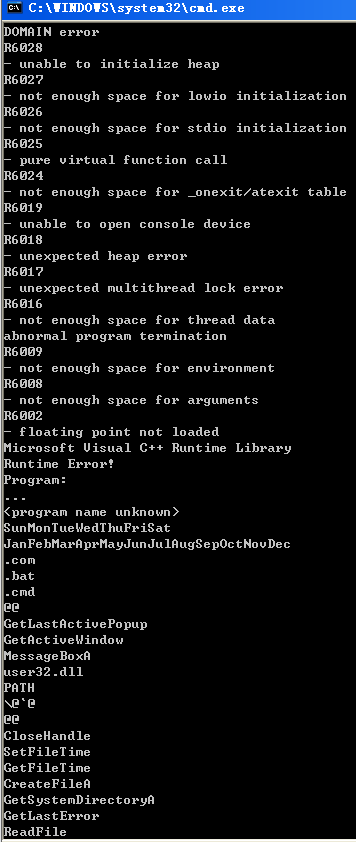 C:\WINDOWS\system32\cmd.exe
DOMAIN error
R6028
- unable to initialize heap
R6027
- not enough space for lowio initialization
R6026
- not enough space for stdio initialization
R6025
- pure virtual function call
R6024
- not enough space for _onexit/atexit table
R6019
- unable to open console device
R6018
- unexpected heap error
R6017
- unexpected multithread lock error
R6016
- not enough space for thread data
abnormal program termination
R6009
- not enough space for environment
R6008
- not enough space for arguments
R6002
- floating point not loaded
Microsoft Visual C++ Runtime Library
Runtime Error!
Program:
...
<program name unknown>
SunMonTueWedThuFriSat
JanFebMarAprMayJunJulAugSepOctNovDec
.com
.bat
.cmd
@@
GetLastActivePopup
GetActiveWindow
MessageBoxA
user32.dll
PATH
\@`@
@@
CloseHandle
SetFileTime
GetFileTime
CreateFileA
GetSystemDirectoryA
GetLastError
ReadFile